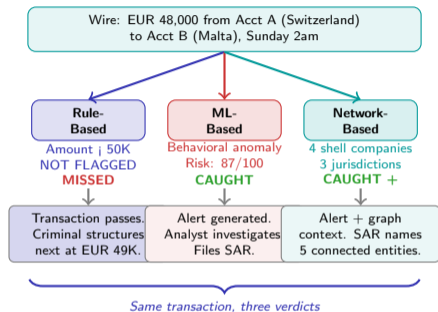 Wire: EUR 48,000 from Acct A (Switzerland)
to Acct B (Malta), Sunday 2am
Rule-
Based
Amount ¡ 50K
NOT FLAGGED
MISSED
Transaction passes.
Criminal structures
next at EUR 49K.
ML-
Based
Behavioral anomaly
Risk: 87/100
CAUGHT
Alert generated.
Analyst investigates
Files SAR.
Network-
Based
4 shell companies
3 jurisdictions
CAUGHT +
Alert + graph
context. SAR names
5 connected entities.
Same transaction, three verdicts